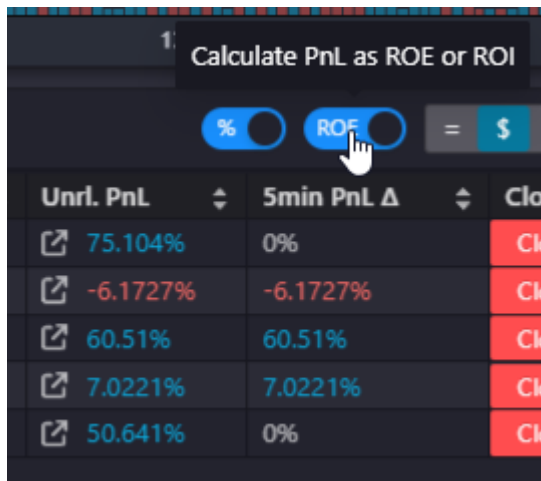 Calculate PnL as ROE or ROI
% ROE = $
Unrl. PnL 5min PnL Δ
75.104% 0%
-6.1727% -6.1727%
60.51% 60.51%
7.0221% 7.0221%
50.641% 0%